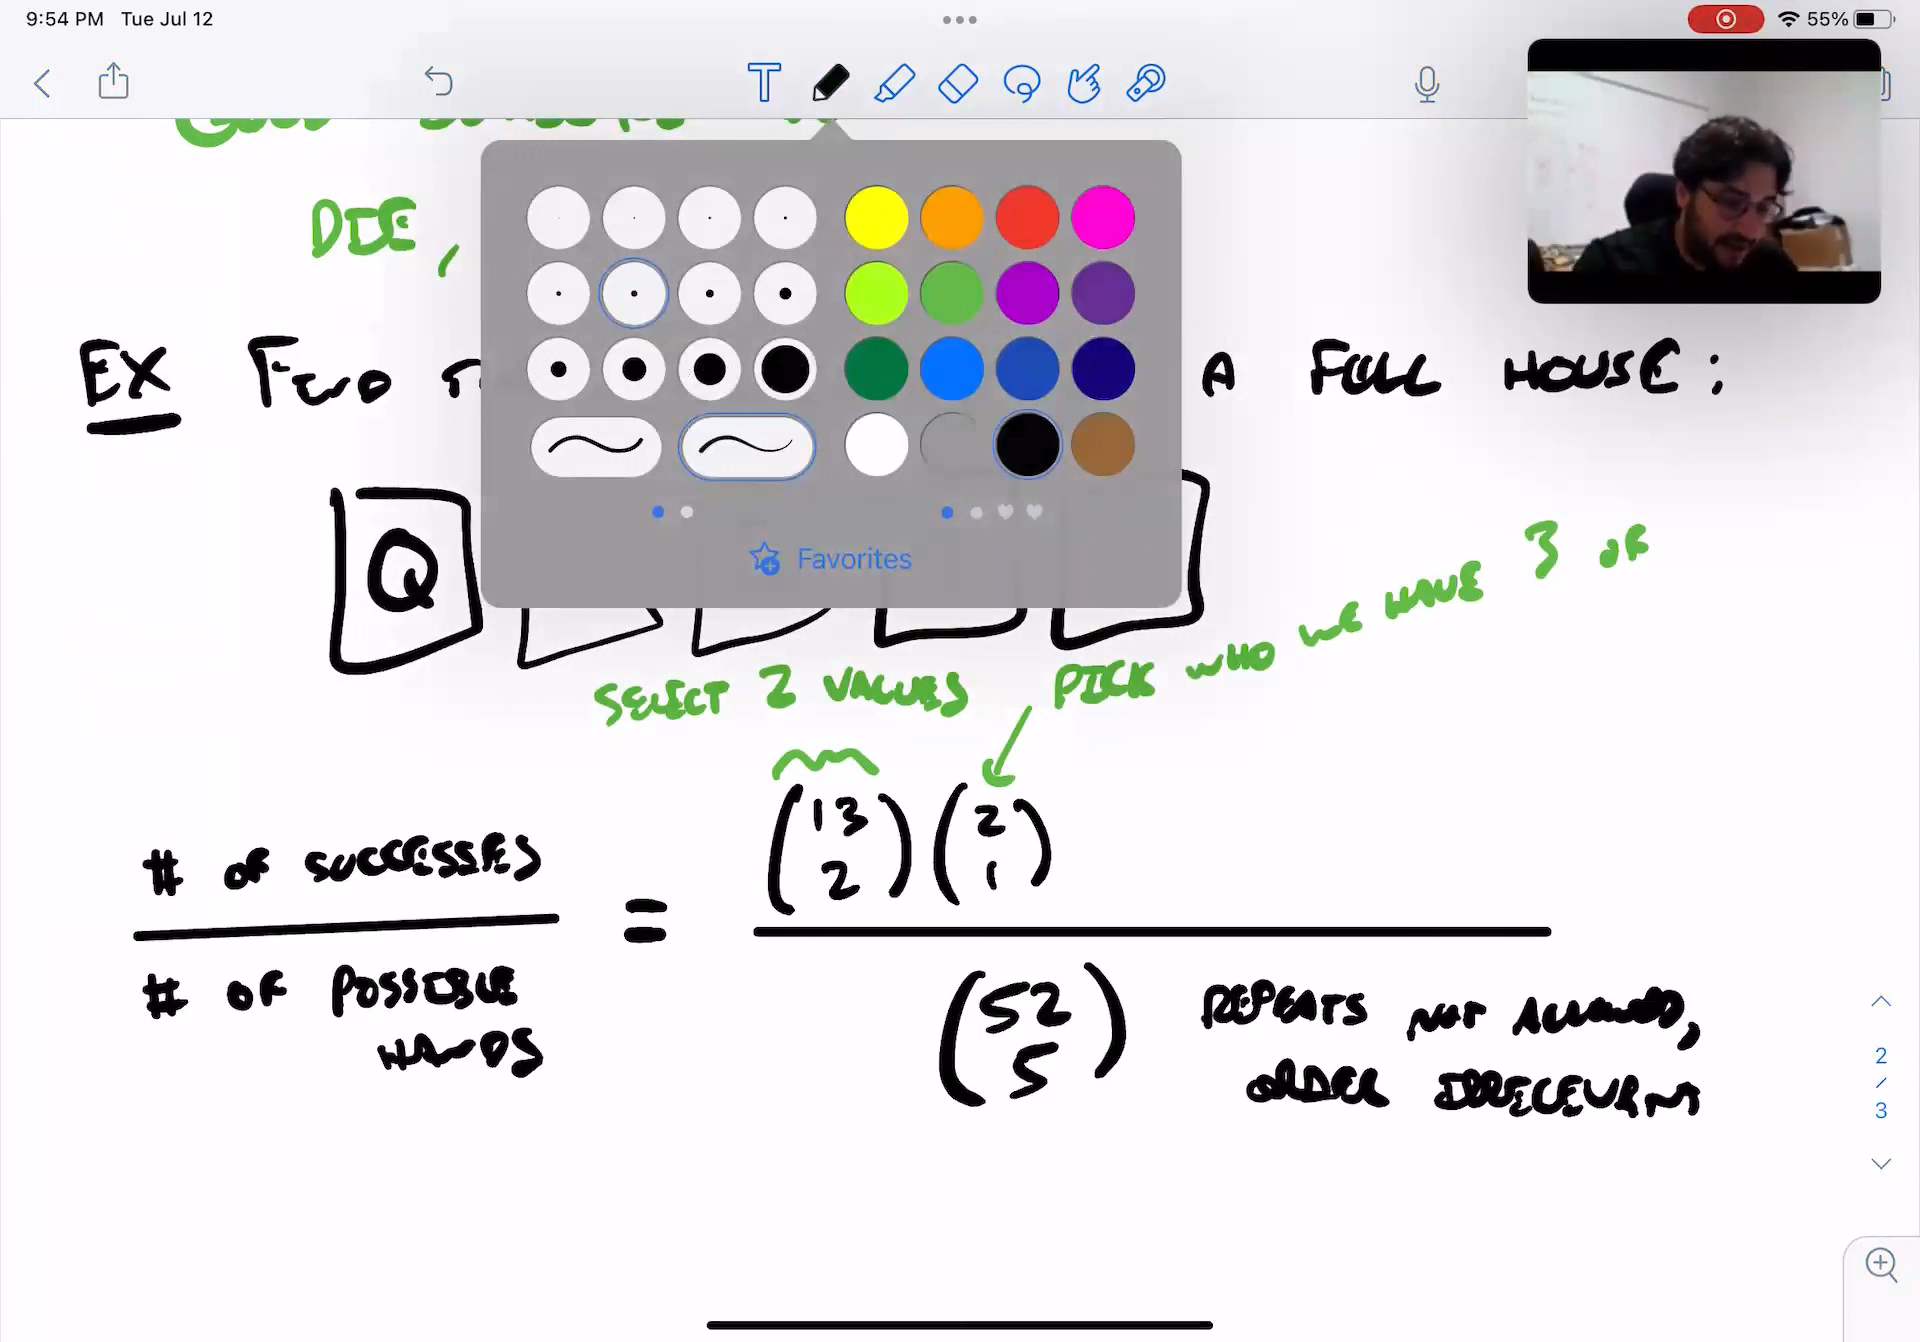 9:54 PM Tue Jul 12
55%
DIE,
EX FIND A FULL HOUSE:
Q
Favorites
SELECT 2 VALUES
PICK WHO WE HAVE 3 OF
(13 2) (2 1)
# OF SUCCESSES
=
# OF POSSIBLE
HANDS
(52 5)
REPEATS NOT ALLOWED,
ORDER IRRELEVANT
2
/
3